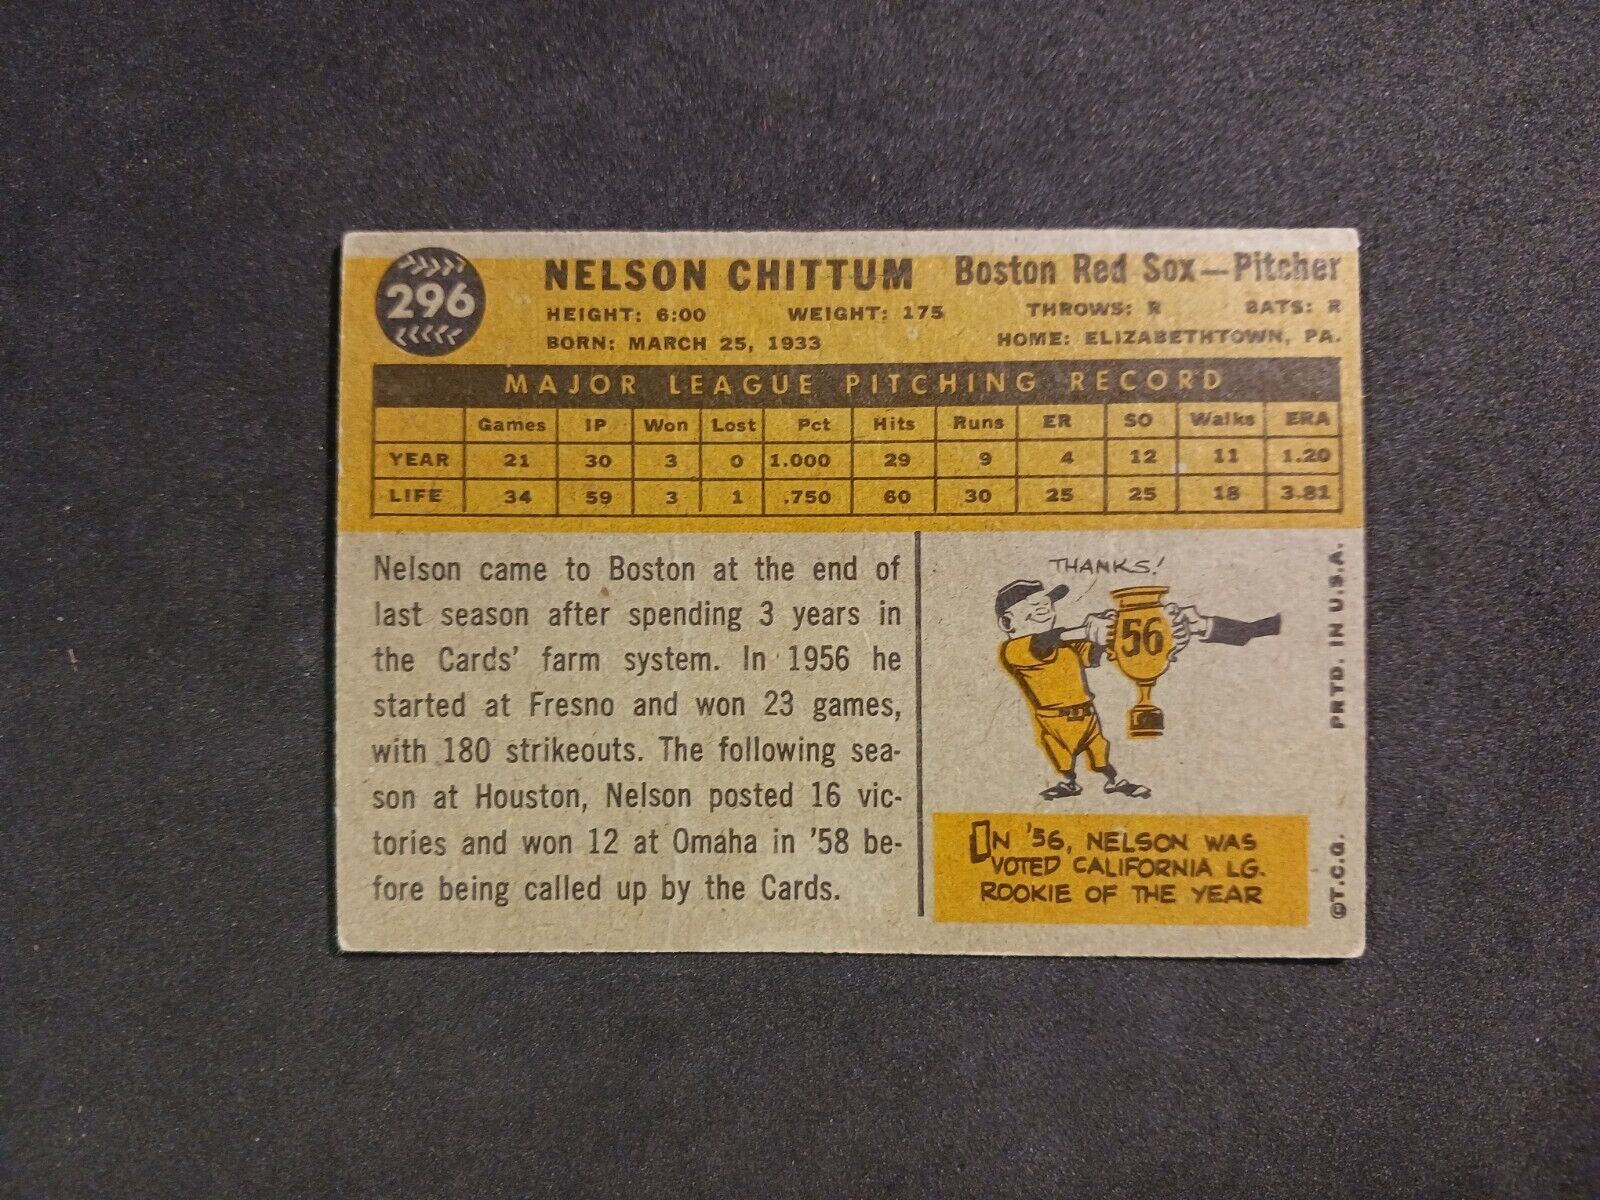 296
NELSON CHITTUM Boston Red Sox—Pitcher
HEIGHT: 6:00 WEIGHT: 175 THROWS: R BATS: R
BORN: MARCH 25, 1933 HOME: ELIZABETHTOWN, PA.
MAJOR LEAGUE PITCHING RECORD
Games IP Won Lost Pct Hits Runs ER SO Walks ERA
YEAR 21 30 3 0 1.000 29 9 4 12 11 1.20
LIFE 34 59 3 1 .750 60 30 25 25 18 3.81
Nelson came to Boston at the end of
last season after spending 3 years in
the Cards' farm system. In 1956 he
started at Fresno and won 23 games,
with 180 strikeouts. The following sea-
son at Houston, Nelson posted 16 vic-
tories and won 12 at Omaha in '58 be-
fore being called up by the Cards.
THANKS!
56
IN '56, NELSON WAS
VOTED CALIFORNIA LG.
ROOKIE OF THE YEAR
©T.C.G. PRTD. IN U.S.A.